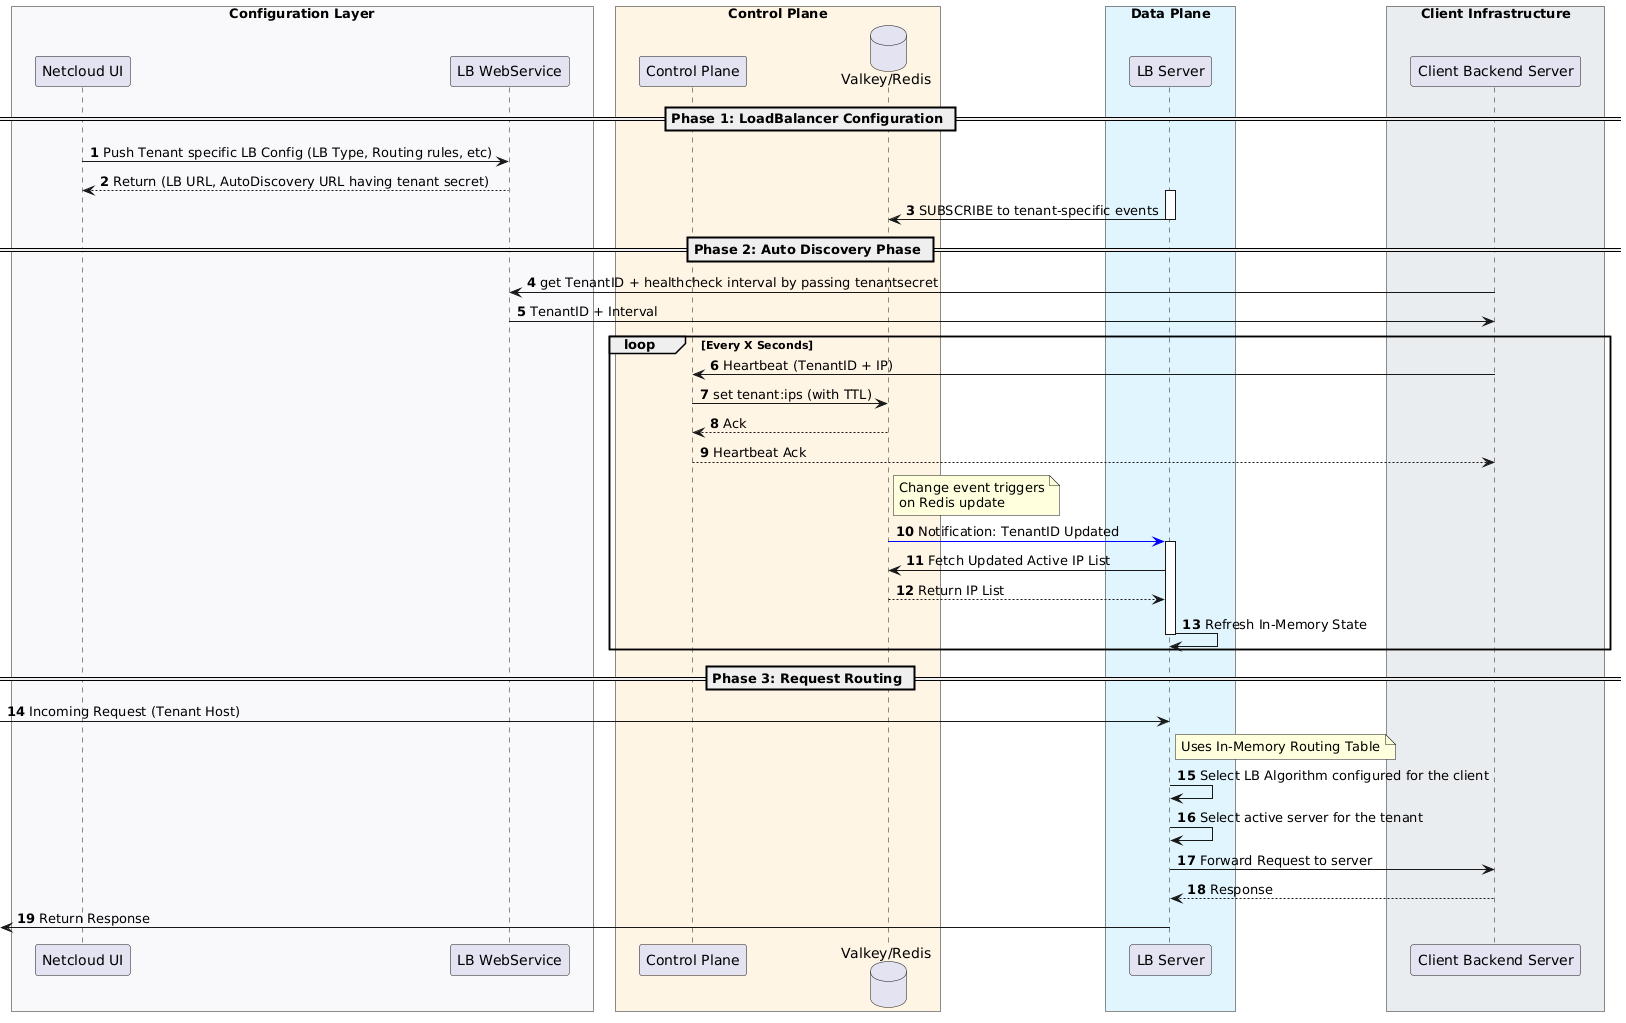 Configuration Layer
Control Plane
Data Plane
Client Infrastructure
Netcloud UI
LB WebService
Control Plane
Valkey/Redis
LB Server
Client Backend Server
Phase 1: LoadBalancer Configuration
1 Push Tenant specific LB Config (LB Type, Routing rules, etc)
2 Return (LB URL, AutoDiscovery URL having tenant secret)
3 SUBSCRIBE to tenant-specific events
Phase 2: Auto Discovery Phase
4 get TenantID + healthcheck interval by passing tenantsecret
5 TenantID + Interval
loop
[Every X Seconds]
6 Heartbeat (TenantID + IP)
7 set tenant:ips (with TTL)
8 Ack
9 Heartbeat Ack
Change event triggers
on Redis update
10 Notification: TenantID Updated
11 Fetch Updated Active IP List
12 Return IP List
13 Refresh In-Memory State
Phase 3: Request Routing
14 Incoming Request (Tenant Host)
Uses In-Memory Routing Table
15 Select LB Algorithm configured for the client
16 Select active server for the tenant
17 Forward Request to server
18 Response
19 Return Response
Netcloud UI
LB WebService
Control Plane
Valkey/Redis
LB Server
Client Backend Server